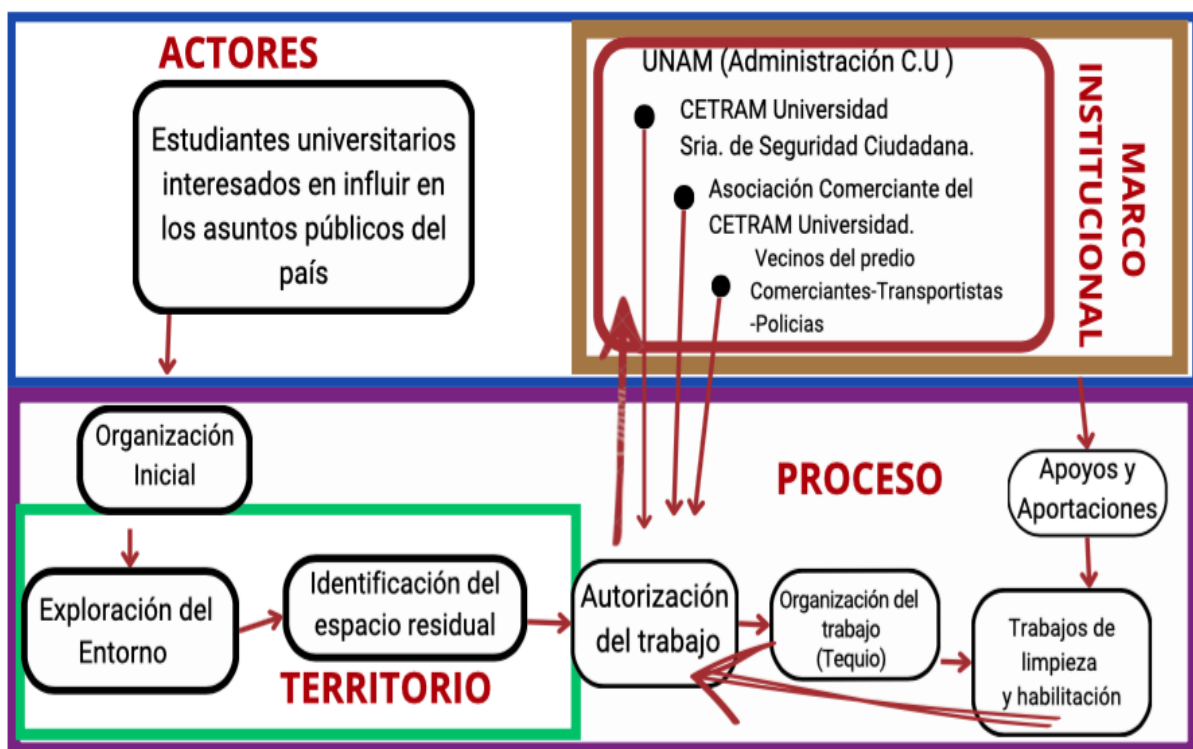 ACTORES
Estudiantes universitarios
interesados en influir en
los asuntos públicos del
país
UNAM (Administración C.U )
CETRAM Universidad
Sria. de Seguridad Ciudadana.
Asociación Comerciante del
CETRAM Universidad.
Vecinos del predio
Comerciantes-Transportistas
-Policias
MARCO
INSTITUCIONAL
Organización
Inicial
PROCESO
Apoyos y
Aportaciones
Exploración del
Entorno
Identificación del
espacio residual
TERRITORIO
Autorización
del trabajo
Organización del
trabajo
(Tequio)
Trabajos de
limpieza
y habilitación